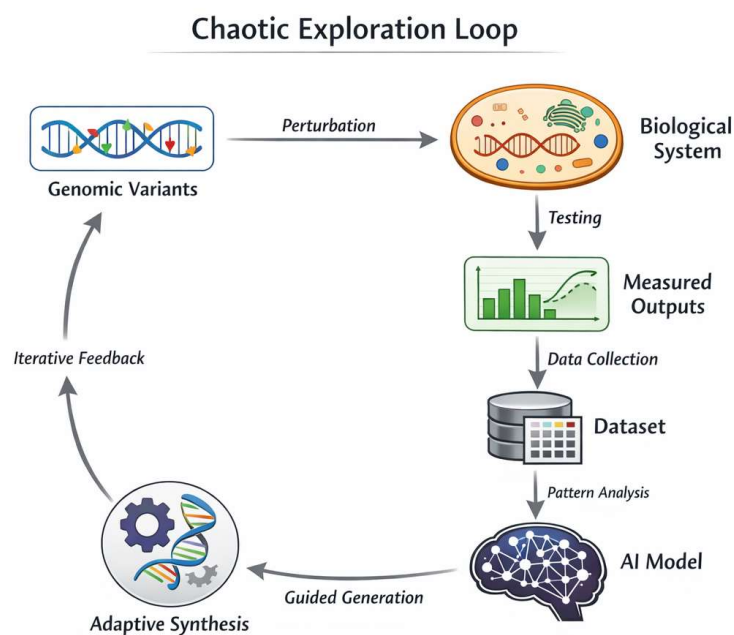 Chaotic Exploration Loop
Perturbation
Genomic Variants
Biological
System
Testing
Measured
Outputs
Data Collection
Dataset
Pattern Analysis
AI Model
Guided Generation
Adaptive Synthesis
Iterative Feedback